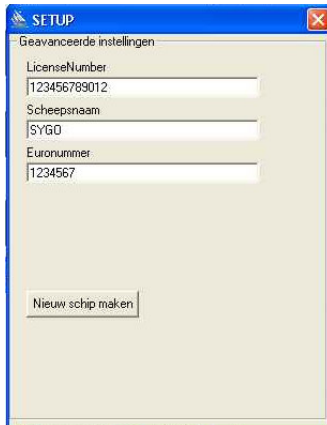 SETUP
Geavanceerde instellingen
LicenseNumber
123456789012
Scheepsnaam
SYGO
Euronummer
1234567
Nieuw schip maken